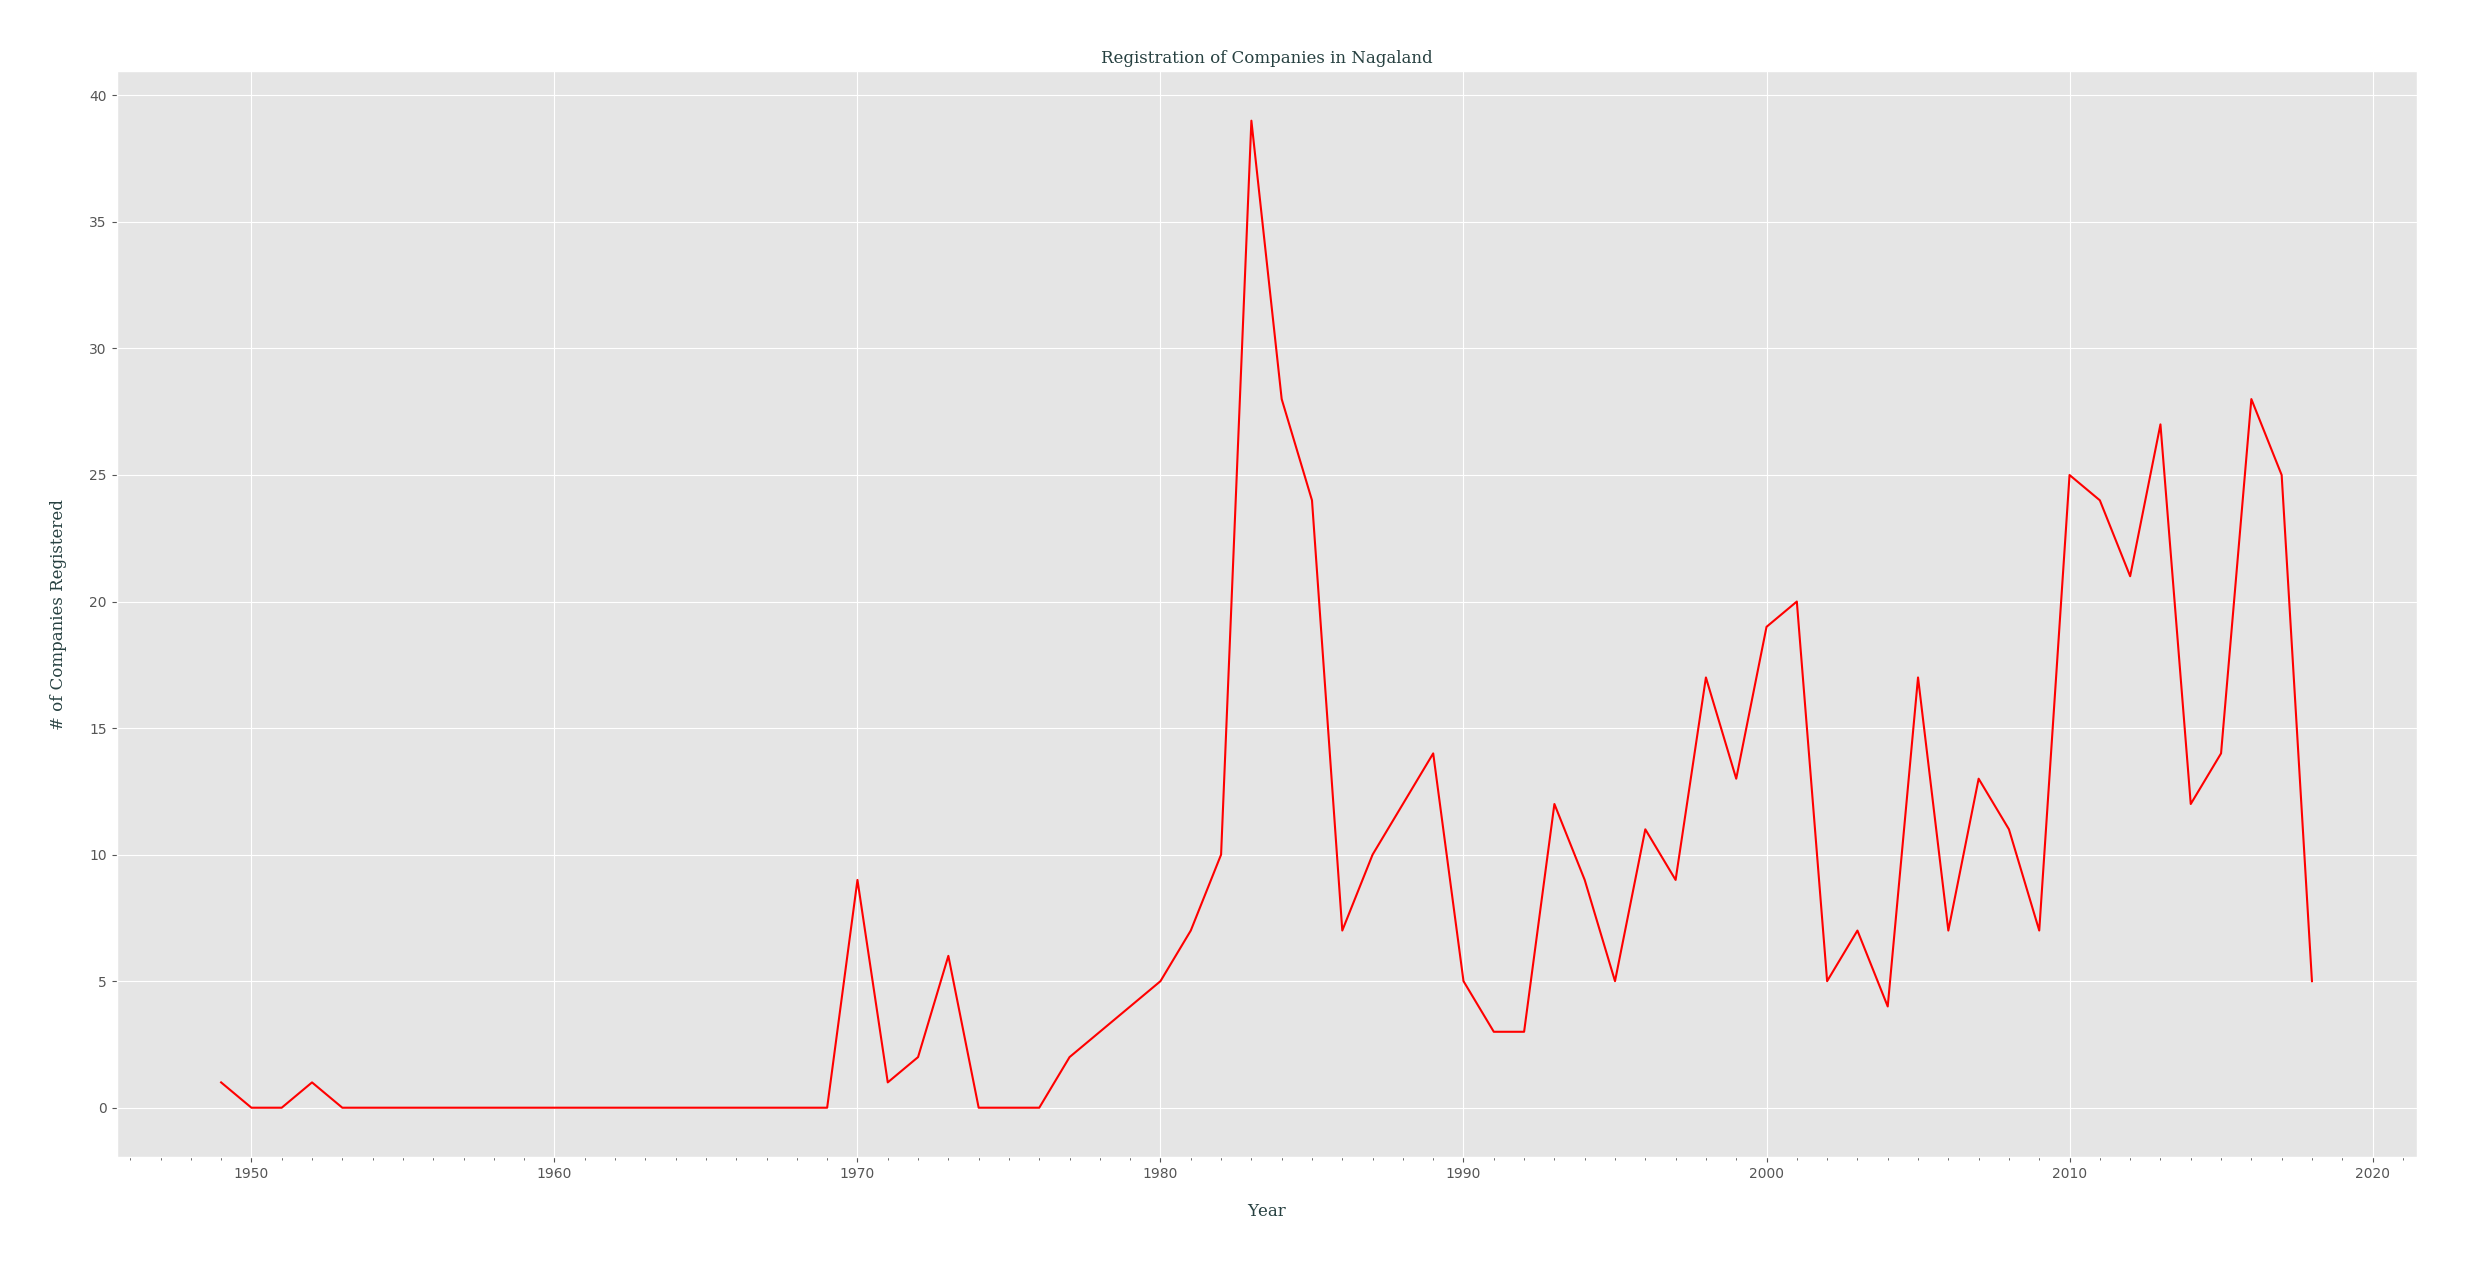 Registration of Companies in Nagaland
40
35
30
25
20
15
10
5
0
# of Companies Registered
1950 1960 1970 1980 1990 2000 2010 2020
Year